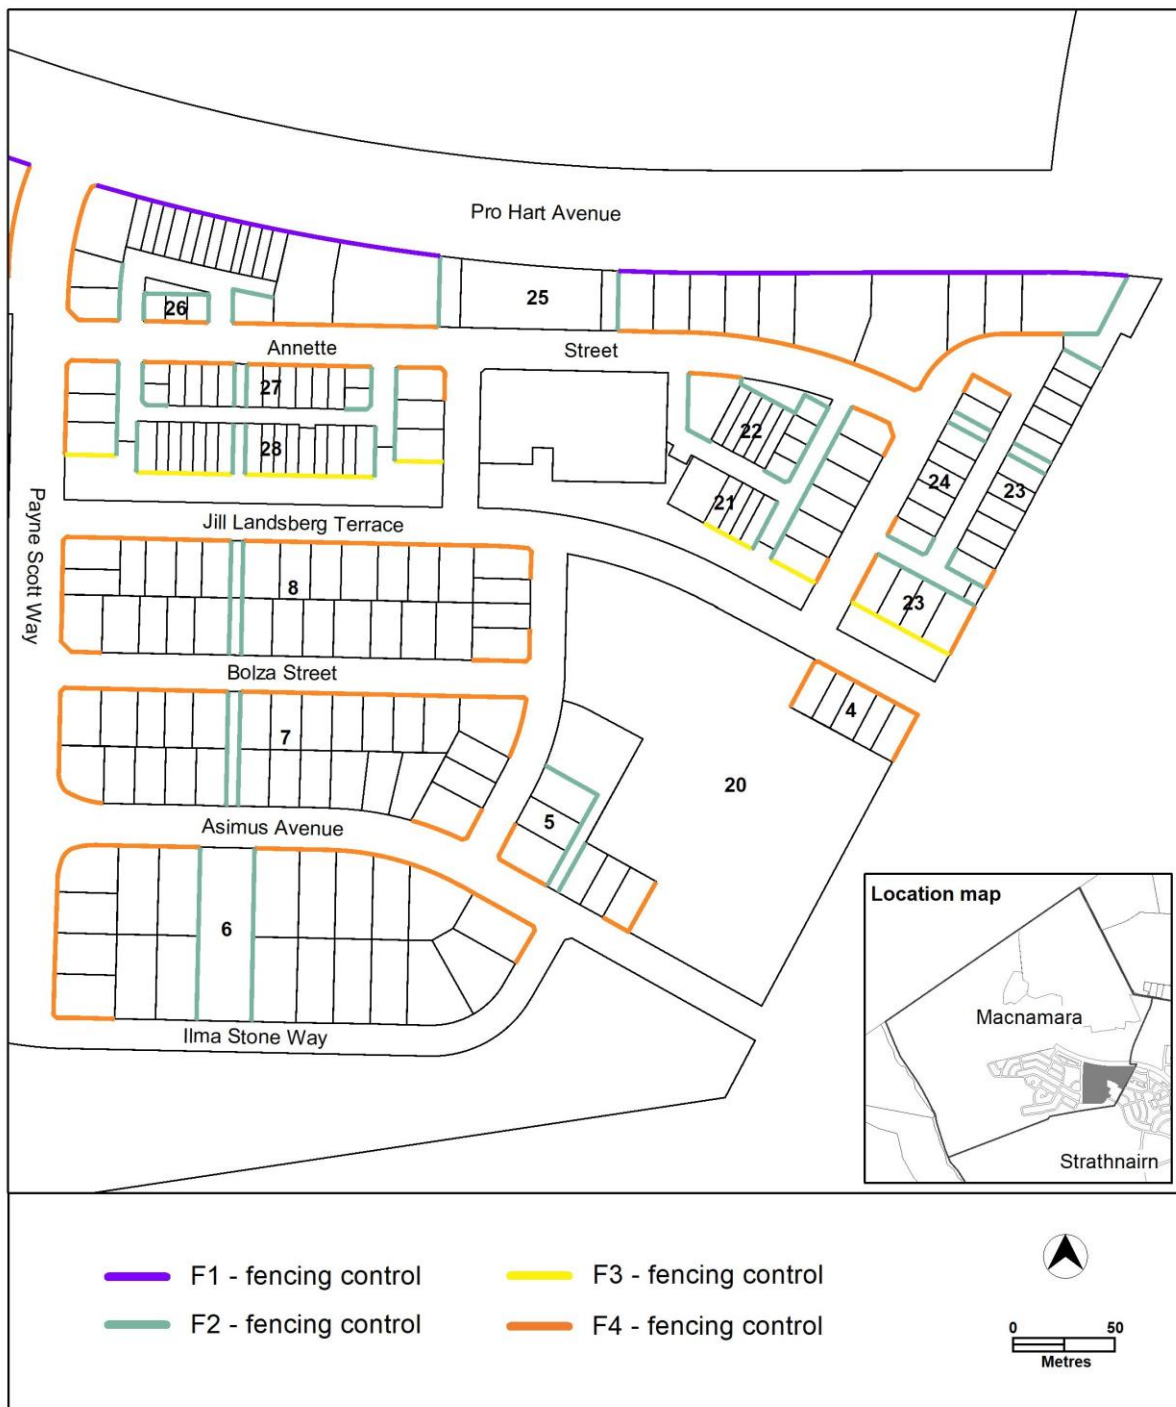 Pro Hart Avenue
25
26
Annette Street
27
22
28
24
23
21
Payne Scott Way
Jill Landsberg Terrace
8
23
Bolza Street
4
7
20
5
Asimus Avenue
Location map
6
Macnamara
Ilma Stone Way
Strathnairn
F1 - fencing control
F3 - fencing control
F2 - fencing control
F4 - fencing control
0 50
Metres